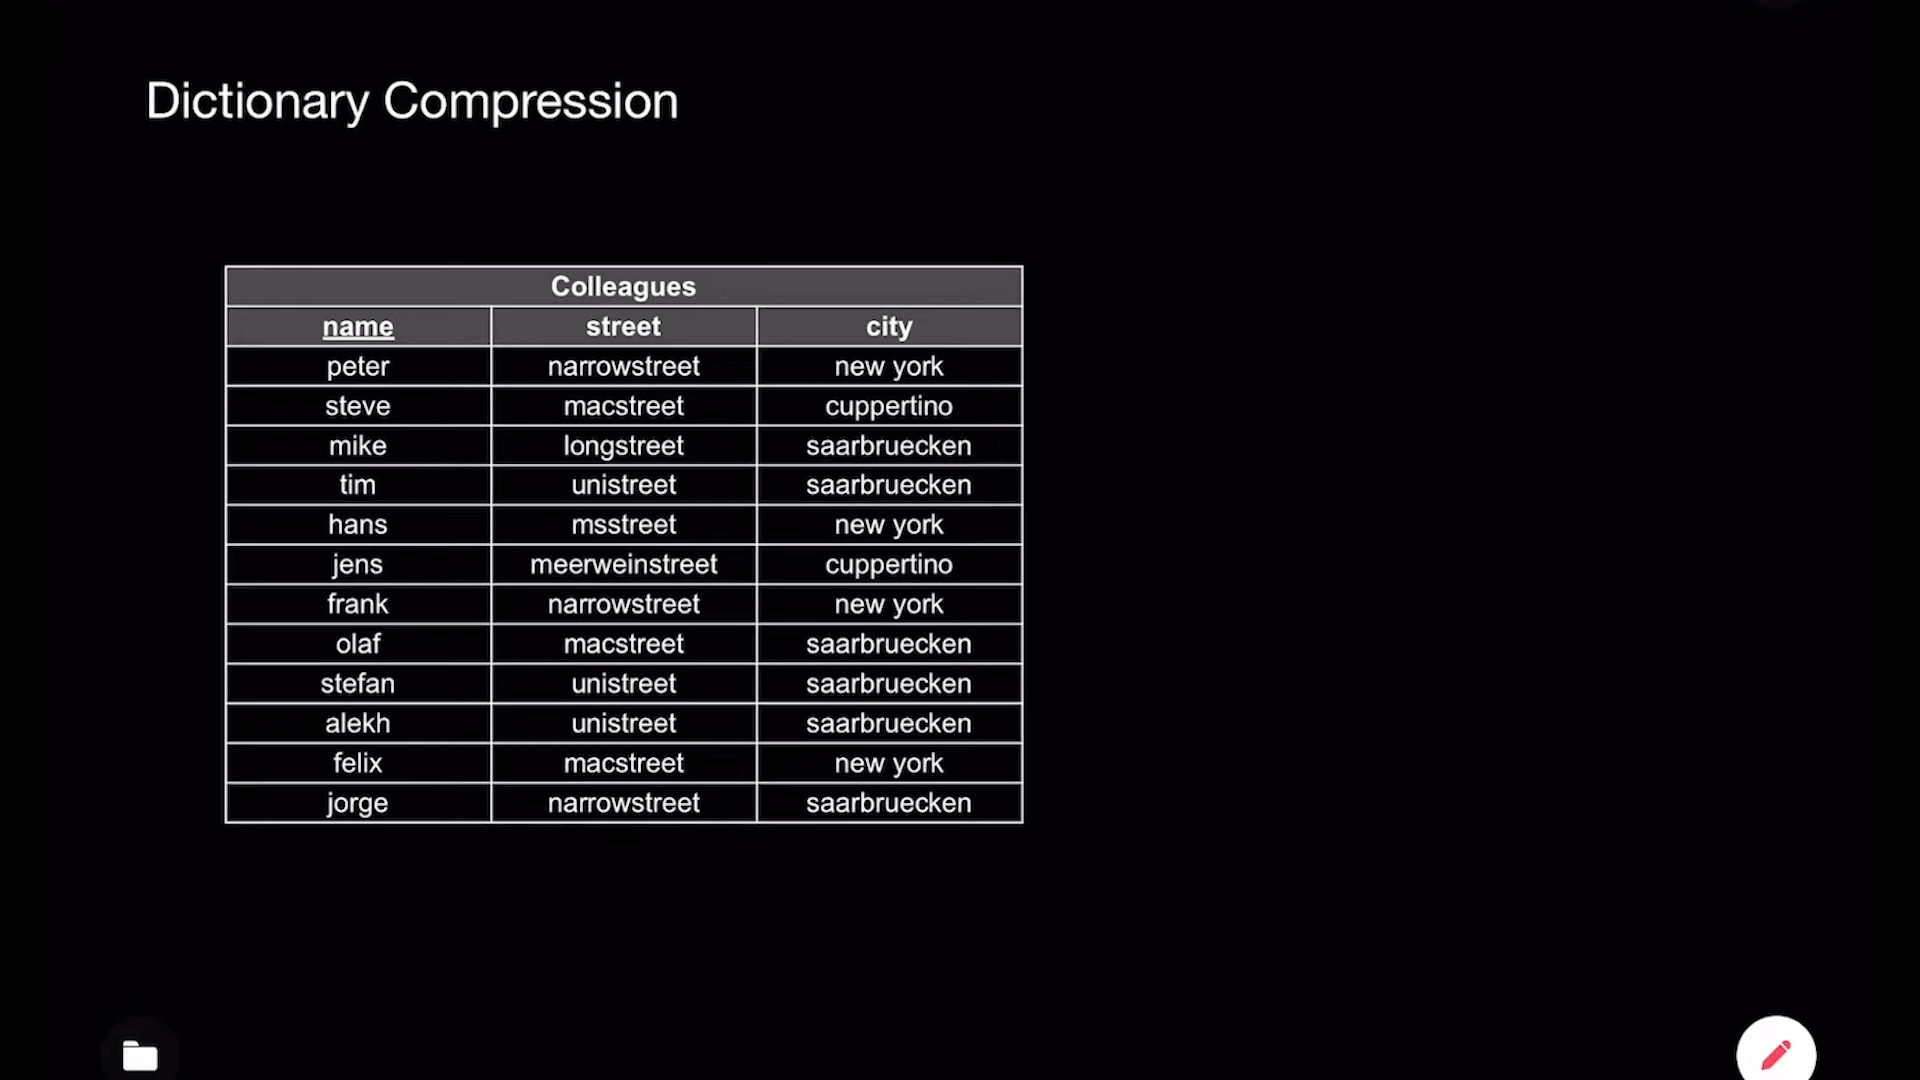 Dictionary Compression
Colleagues
name street city
peter narrowstreet new york
steve macstreet cuppertino
mike longstreet saarbruecken
tim unistreet saarbruecken
hans msstreet new york
jens meerweinstreet cuppertino
frank narrowstreet new york
olaf macstreet saarbruecken
stefan unistreet saarbruecken
alekh unistreet saarbruecken
felix macstreet new york
jorge narrowstreet saarbruecken